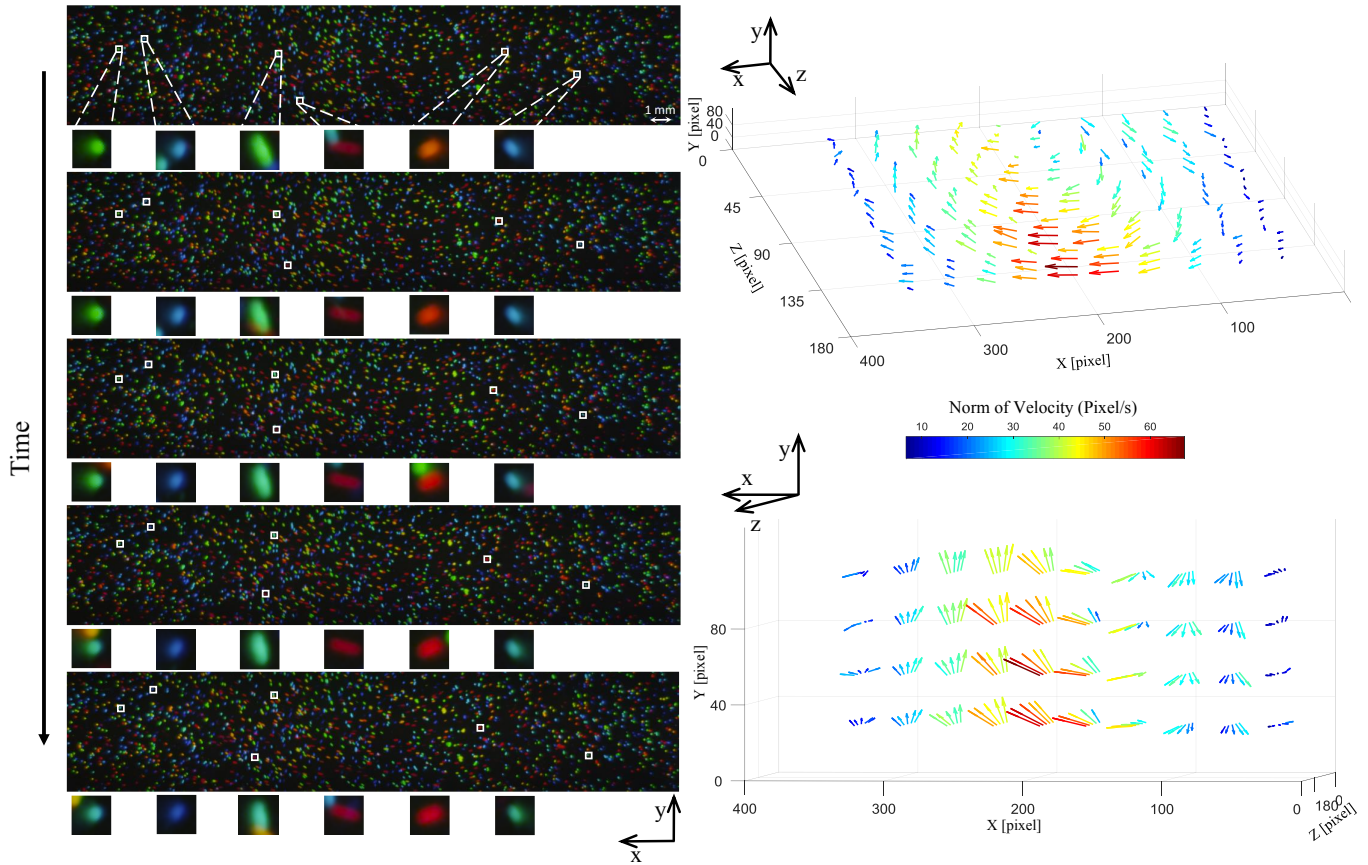 1 mm
Time
y
x
y
x
z
Y [pixel]
80
40
0
0
45
90
135
180
Z [pixel]
400
300
200
100
X [pixel]
Norm of Velocity (Pixel/s)
10 20 30 40 50 60
y
x
z
Y [pixel]
80
40
0
400 300 200 100 0
X [pixel]
180 0
Z [pixel]